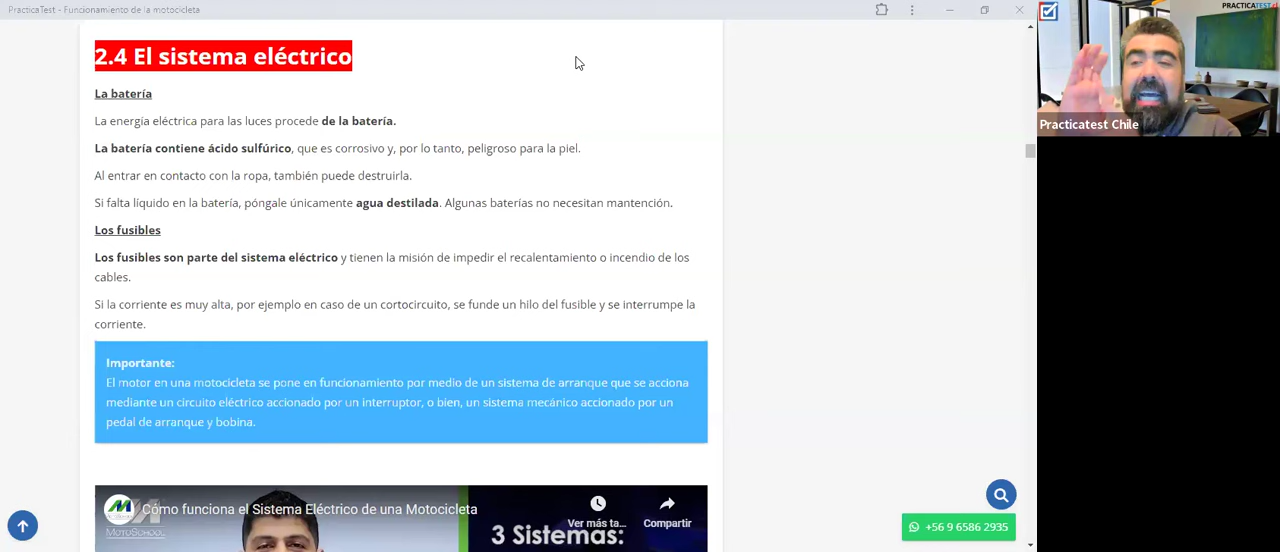 PracticaTest - Funcionamiento de la motocicleta
2.4 El sistema eléctrico
La batería
La energía eléctrica para las luces procede de la batería.
La batería contiene ácido sulfúrico, que es corrosivo y, por lo tanto, peligroso para la piel.
Al entrar en contacto con la ropa, también puede destruirla.
Si falta líquido en la batería, póngale únicamente agua destilada. Algunas baterías no necesitan mantención.
Los fusibles
Los fusibles son parte del sistema eléctrico y tienen la misión de impedir el recalentamiento o incendio de los
cables.
Si la corriente es muy alta, por ejemplo en caso de un cortocircuito, se funde un hilo del fusible y se interrumpe la
corriente.
Importante:
El motor en una motocicleta se pone en funcionamiento por medio de un sistema de arranque que se acciona
mediante un circuito eléctrico accionado por un interruptor, o bien, un sistema mecánico accionado por un
pedal de arranque y bobina.
Cómo funciona el Sistema Eléctrico de una Motocicleta
MOTOSCHOOL
Ver más ta...
Compartir
3 Sistemas:
+56 9 6586 2935
PRACTICATEST.cl
Practicatest Chile